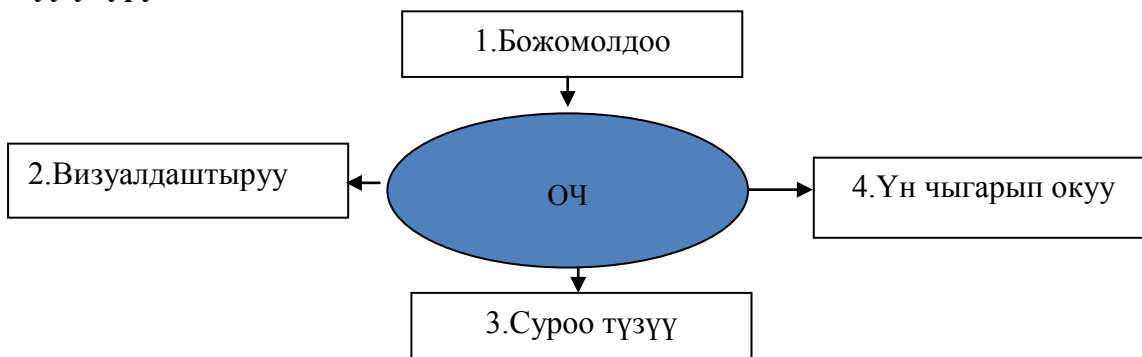 1.Божомолдоо
2.Визуалдаштыруу
ОЧ
4.Үн чыгарып окуу
3.Суроо түзүү